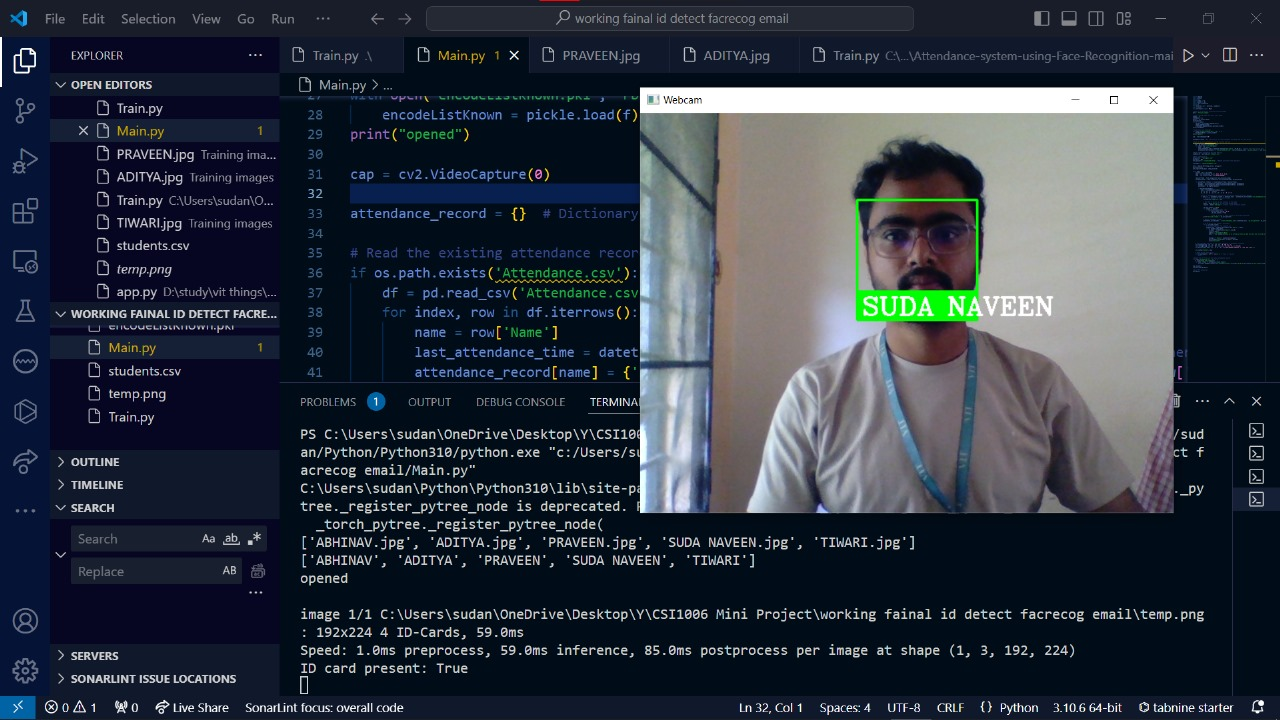 File Edit Selection View Go Run ··· working fainal id detect facrecog email
EXPLORER ···
OPEN EDITORS
Train.py
Main.py 1
PRAVEEN.jpg Training ima...
ADITYA.jpg Training images
Train.py C:\Users\sudan\O...
TIWARI.jpg Training images
students.csv
temp.png
app.py D:\study\vit things\...
WORKING FAINAL ID DETECT FACRE...
encodeListKnown.pkl
Main.py 1
students.csv
temp.png
Train.py
OUTLINE
TIMELINE
SEARCH
Search Aa ab
Replace AB
···
SERVERS
SONARLINT ISSUE LOCATIONS
Train.py .\ Main.py 1 PRAVEEN.jpg ADITYA.jpg Train.py C:\...\Attendance-system-using-Face-Recognition-mai
Main.py > ...
27 with open('encodeListKnown.pkl',
28 encodeListKnown = pickle.load(f)
29 print("opened")
30
31 cap = cv2.VideoCapture(0)
32
33 attendance_record = {} # Dictionary
34
35 # Read the existing attendance recor
36 if os.path.exists('Attendance.csv'):
37 df = pd.read_csv('Attendance.csv
38 for index, row in df.iterrows():
39 name = row['Name']
40 last_attendance_time = datet
41 attendance_record[name] = {'
Webcam
SUDA NAVEEN
PROBLEMS 1 OUTPUT DEBUG CONSOLE TERMINAL
PS C:\Users\sudan\OneDrive\Desktop\Y\CSI1006 /sud
an/Python/Python310/python.exe "c:/Users/su ct f
acrecog email/Main.py"
C:\Users\sudan\Python\Python310\lib\site-pa ._py
tree._register_pytree_node is deprecated.
_torch_pytree._register_pytree_node(
['ABHINAV.jpg', 'ADITYA.jpg', 'PRAVEEN.jpg', 'SUDA NAVEEN.jpg', 'TIWARI.jpg']
['ABHINAV', 'ADITYA', 'PRAVEEN', 'SUDA NAVEEN', 'TIWARI']
opened
image 1/1 C:\Users\sudan\OneDrive\Desktop\Y\CSI1006 Mini Project\working fainal id detect facrecog email\temp.png
: 192x224 4 ID-Cards, 59.0ms
Speed: 1.0ms preprocess, 59.0ms inference, 85.0ms postprocess per image at shape (1, 3, 192, 224)
ID card present: True
0 1 0 Live Share SonarLint focus: overall code Ln 32, Col 1 Spaces: 4 UTF-8 CRLF Python 3.10.6 64-bit tabnine starter